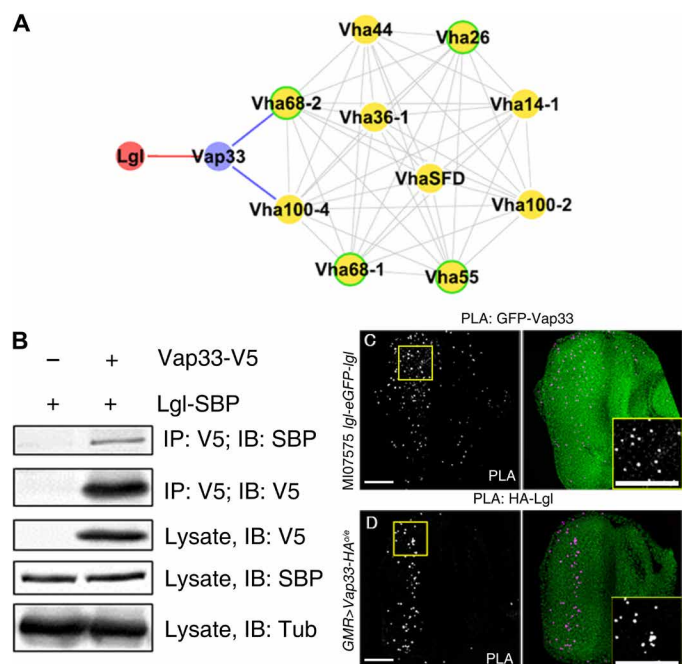 A
Vha44
Vha26
Vha68-2
Vha36-1
Vha14-1
Lgl
Vap33
VhaSFD
Vha100-4
Vha100-2
Vha68-1
Vha55
B
– + Vap33-V5
+ + Lgl-SBP
IP: V5; IB: SBP
IP: V5; IB: V5
Lysate, IB: V5
Lysate, IB: SBP
Lysate, IB: Tub
PLA: GFP-Vap33
C
MI07575 lgl-eGFP-lgl
PLA
PLA: HA-Lgl
D
GMR>Vap33-HAo/e
PLA